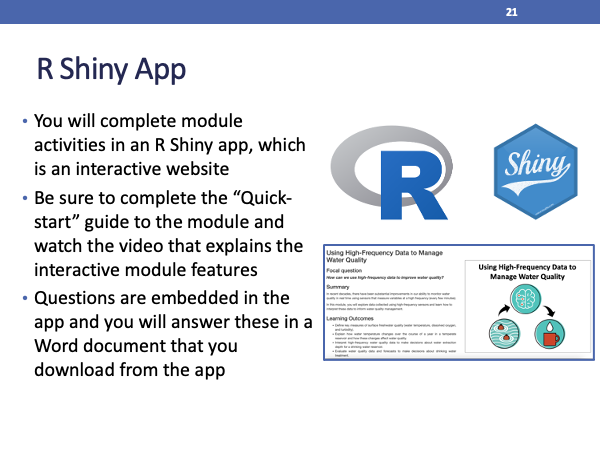 21
R Shiny App
• You will complete module
activities in an R Shiny app, which
is an interactive website
• Be sure to complete the “Quick-
start” guide to the module and
watch the video that explains the
interactive module features
• Questions are embedded in the
app and you will answer these in a
Word document that you
download from the app
R
Shiny
Using High-Frequency Data to Manage
Water Quality
Focal question
How can we use high-frequency data to improve water quality?
Summary
Learning Outcomes
Using High-Frequency Data to
Manage Water Quality